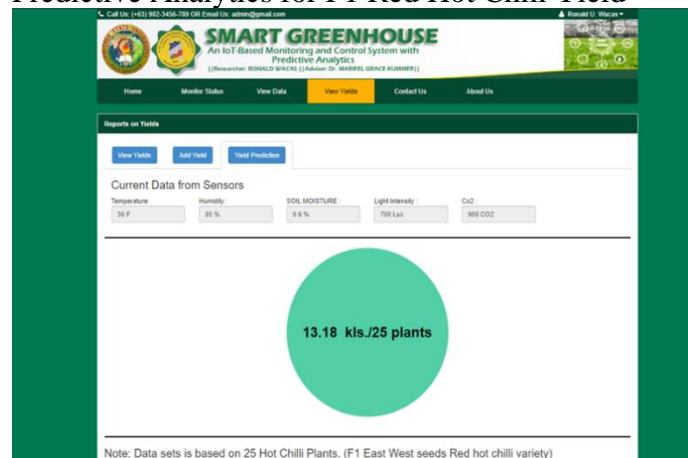 Predictive Analytics for F1 Red Hot Chili Yield
Call Us: (+63) 902-3456-789 OR Email Us: admin@gmail.com
Ronald U. Wacas
SMART GREENHOUSE
An IoT-Based Monitoring and Control System with
Predictive Analytics
||Researcher: RONALD WACAS ||Adviser: Dr. MARIFEL GRACE KUMMER||
Home Monitor Status View Data View Yields Contact Us About Us
Reports on Yields
View Yields Add Yield Yield Prediction
Current Data from Sensors
Temperature: Humidity: SOIL MOISTURE : Light Intensity : Co2 :
36 F 85 % 0.6 % 700 Lux 900 CO2
13.18 kls./25 plants
Note: Data sets is based on 25 Hot Chilli Plants. (F1 East West seeds Red hot chilli variety)